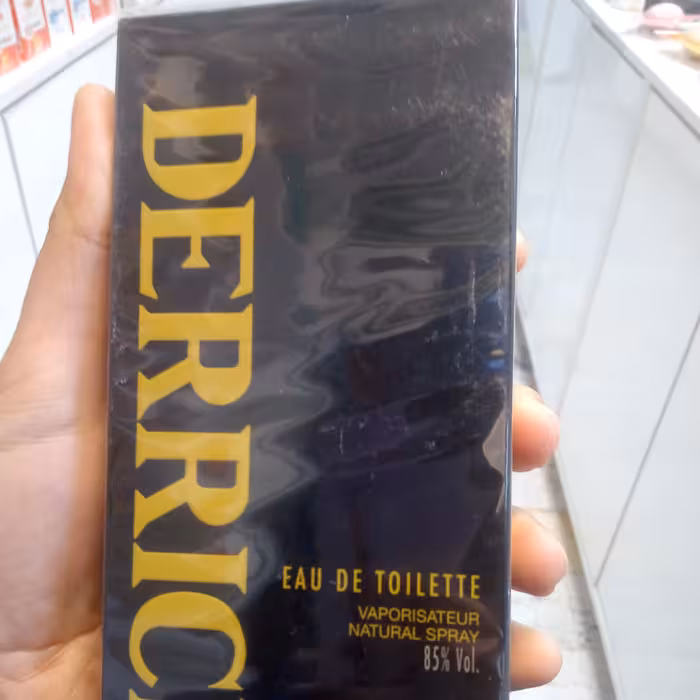 DERRIC
EAU DE TOILETTE
VAPORISATEUR
NATURAL SPRAY
85% Vol.